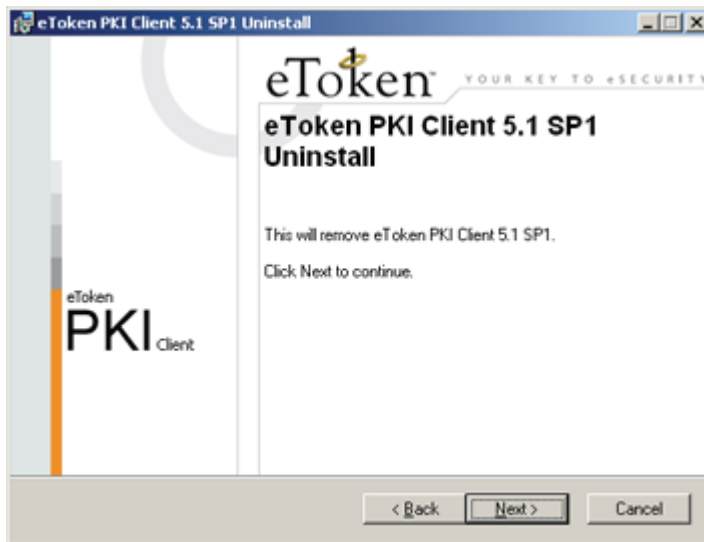 eToken PKI Client 5.1 SP1 Uninstall
eToken™ YOUR KEY TO eSECURITY
eToken PKI Client 5.1 SP1
Uninstall
This will remove eToken PKI Client 5.1 SP1.
Click Next to continue.
eToken
PKI Client
< Back Next > Cancel